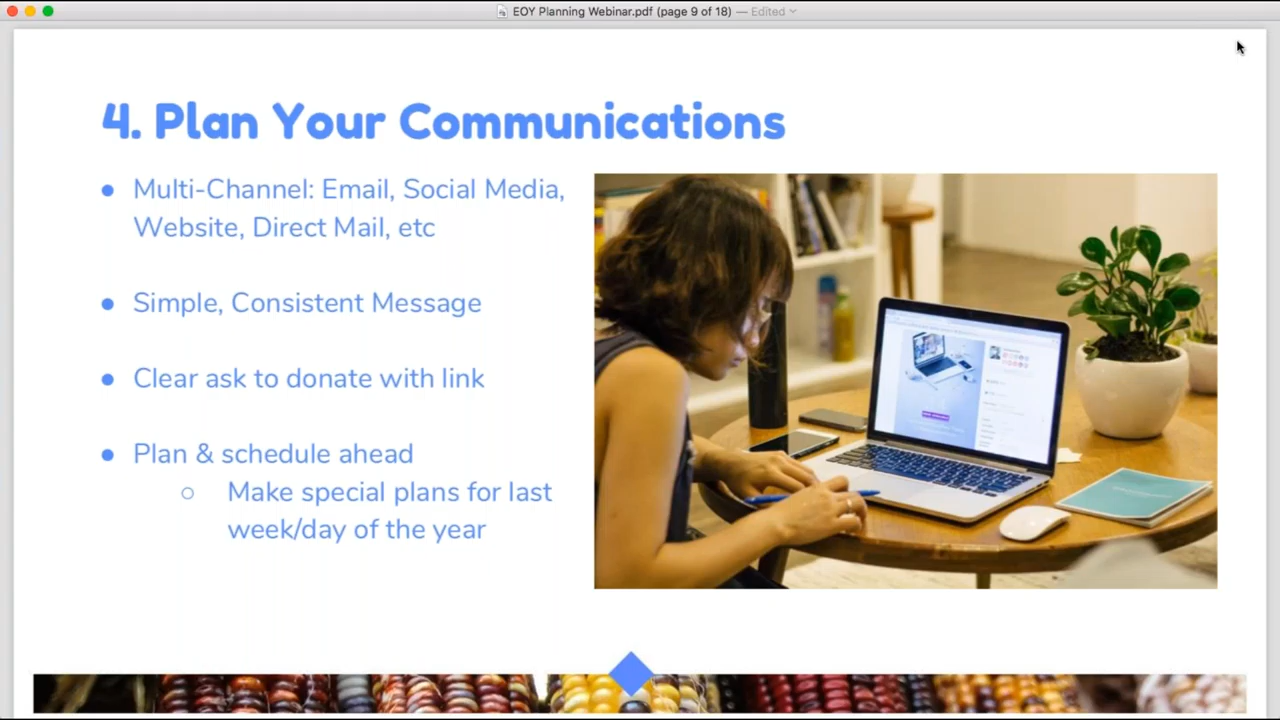 EOY Planning Webinar.pdf (page 9 of 18) — Edited
4. Plan Your Communications
● Multi-Channel: Email, Social Media,
Website, Direct Mail, etc
● Simple, Consistent Message
● Clear ask to donate with link
● Plan & schedule ahead
○ Make special plans for last
week/day of the year